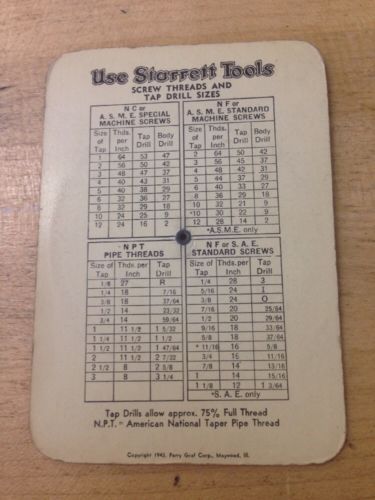 Use Starrett Tools
SCREW THREADS AND
TAP DRILL SIZES
N C or
A. S. M. E. SPECIAL
MACHINE SCREWS
Size of Tap Thds. per Inch Tap Drill Body Drill
1 64 53 47
2 56 50 42
3 48 47 37
4 40 43 31
5 40 38 29
6 32 36 27
8 32 29 18
10 24 25 9
12 24 16 2
N F or
A. S. M. E. STANDARD
MACHINE SCREWS
Size of Tap Thds. per Inch Tap Drill Body Drill
2 64 50 42
3 56 45 37
4 48 42 31
5 44 37 29
6 40 33 27
8 36 29 18
10 32 21 9
*10 30 22 9
12 28 14 2
*A.S.M.E. only
N P T
PIPE THREADS
Size of Tap Thds. per Inch Tap Drill
1/8 27 R
1/4 18 7/16
3/8 18 37/64
1/2 14 23/32
3/4 14 59/64
1 11 1/2 1 5/32
1 1/4 11 1/2 1 1/2
1 1/2 11 1/2 1 47/64
2 11 1/2 2 7/32
2 1/2 8 2 5/8
3 8 3 1/4
N F or S. A. E.
STANDARD SCREWS
Size of Tap Thds. per Inch Tap Drill
1/4 28 3
5/16 24 I
3/8 24 Q
7/16 20 25/64
1/2 20 29/64
9/16 18 33/64
5/8 18 37/64
* 11/16 16 5/8
3/4 16 11/16
7/8 14 13/16
1 14 15/16
1 1/8 12 1 3/64
*S. A. E. only
Tap Drills allow approx. 75% Full Thread
N.P.T. = American National Taper Pipe Thread
Copyright 1943, Perry Graf Corp., Maywood, Ill.